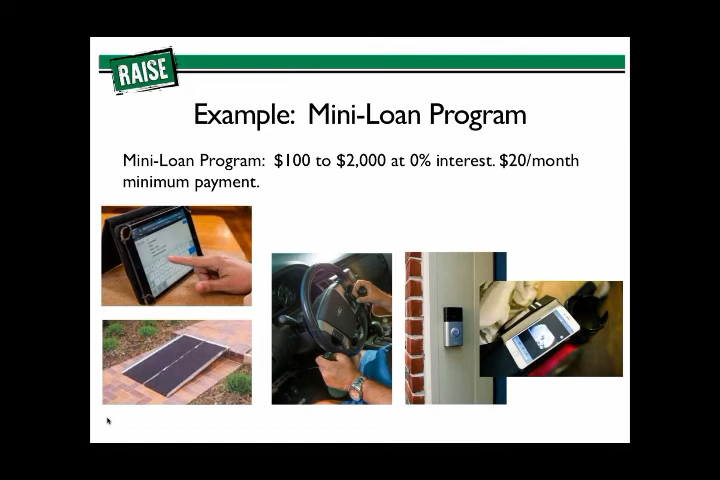 RAISE
Example: Mini-Loan Program
Mini-Loan Program: $100 to $2,000 at 0% interest. $20/month
minimum payment.